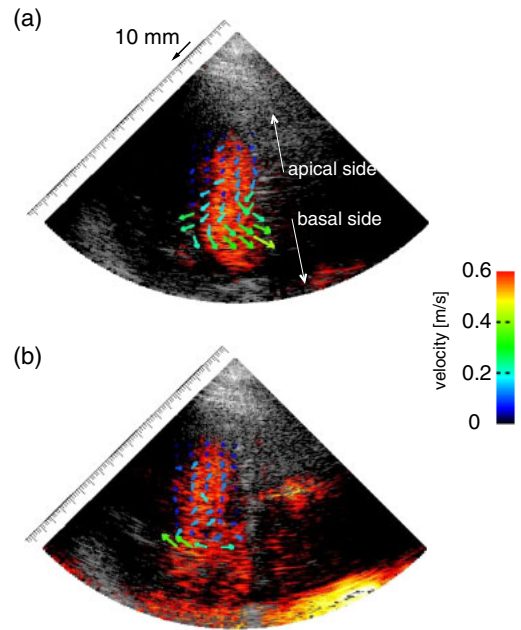 (a)
10 mm
apical side
basal side
velocity [m/s]
0.6
0.4
0.2
0
(b)